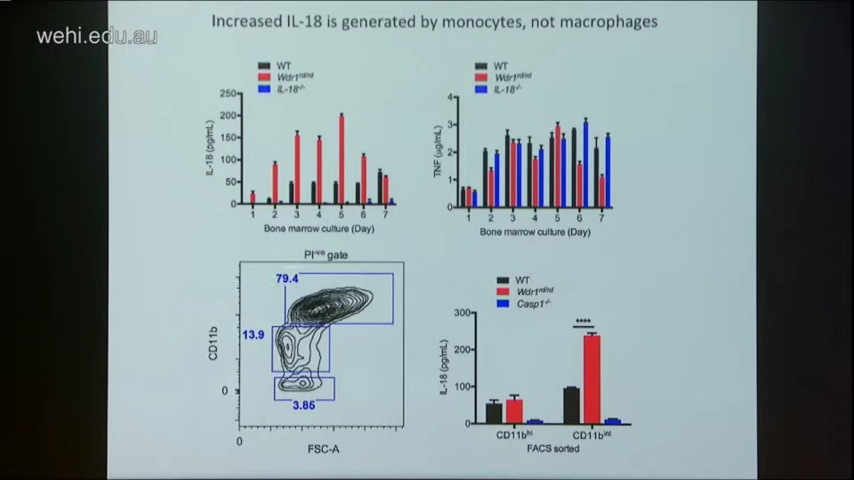 wehi.edu.au
Increased IL-18 is generated by monocytes, not macrophages
WT
Wdr1rd/rd
IL-18-/-
IL-18 (pg/mL)
250
200
150
100
50
0
1 2 3 4 5 6 7
Bone marrow culture (Day)
WT
Wdr1rd/rd
IL-18-/-
TNF (µg/mL)
4
3
2
1
0
1 2 3 4 5 6 7
Bone marrow culture (Day)
PI-ve gate
79.4
13.9
3.85
CD11b
0
0
FSC-A
WT
Wdr1rd/rd
Casp1-/-
IL-18 (pg/mL)
300
200
100
0
****
CD11bhi CD11bint
FACS sorted